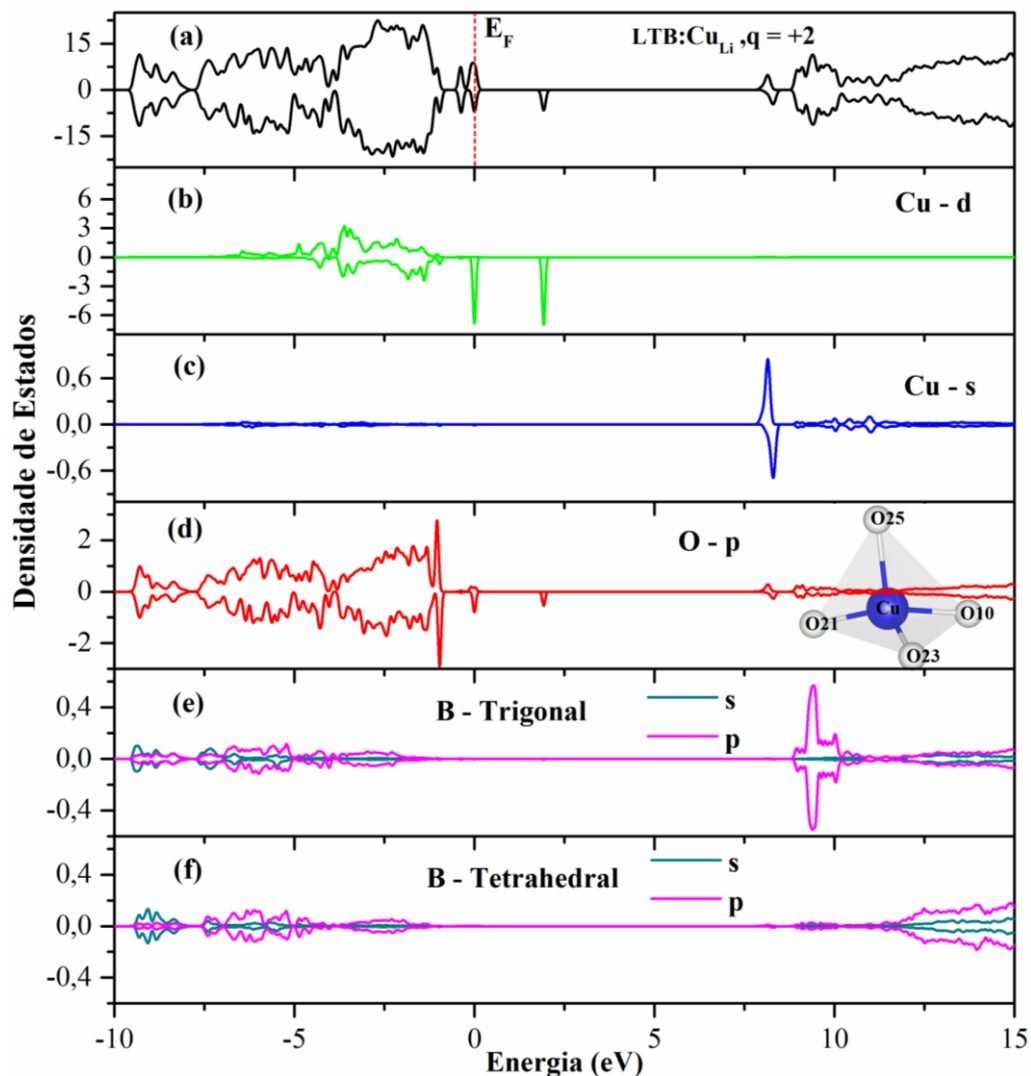 (a)
E_F
LTB:Cu_Li ,q = +2
15
0
-15
(b)
Cu - d
6
3
0
-3
-6
(c)
Cu - s
0,6
0,0
-0,6
(d)
O - p
2
0
-2
O25
Cu
O21
O10
O23
(e)
B - Trigonal
s
p
0,4
0,0
-0,4
(f)
B - Tetrahedral
s
p
0,4
0,0
-0,4
-10
-5
0
5
10
15
Energia (eV)
Densidade de Estados